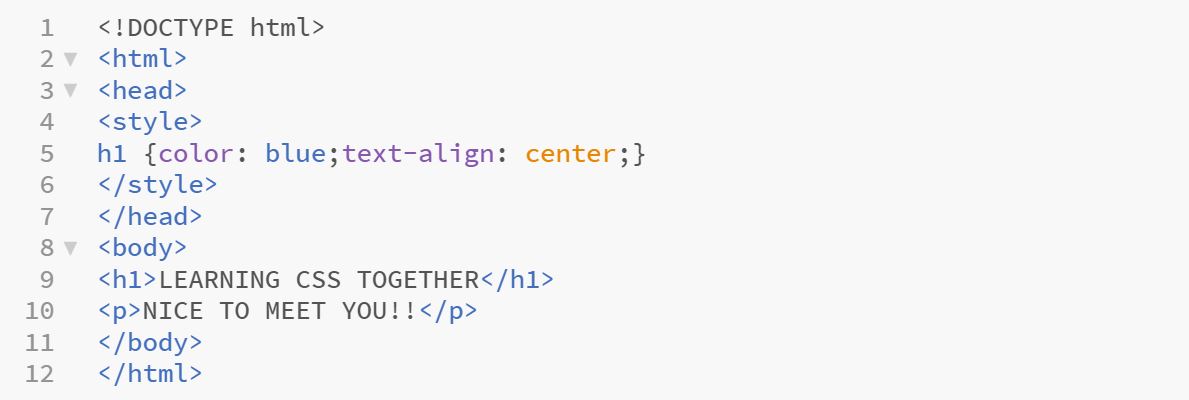 1 <!DOCTYPE html>
2 <html>
3 <head>
4 <style>
5 h1 {color: blue;text-align: center;}
6 </style>
7 </head>
8 <body>
9 <h1>LEARNING CSS TOGETHER</h1>
10 <p>NICE TO MEET YOU!!</p>
11 </body>
12 </html>